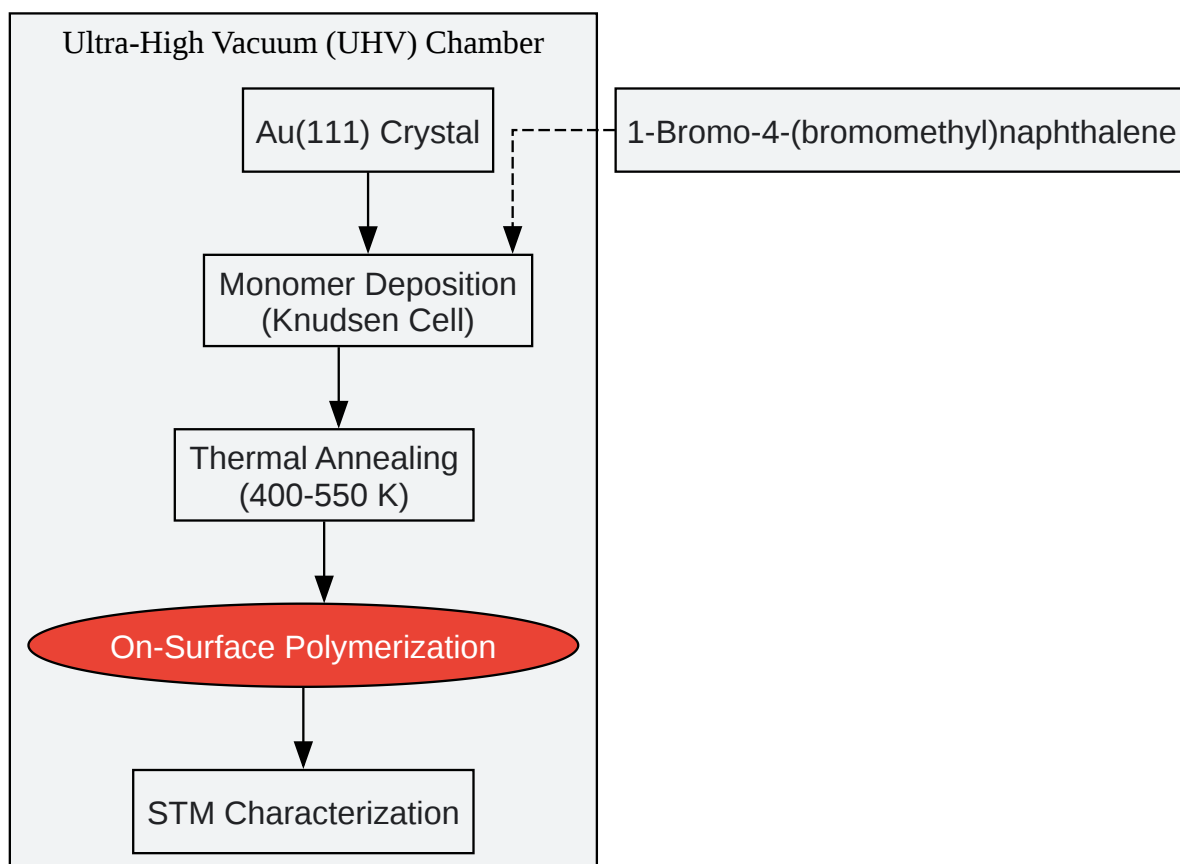 Ultra-High Vacuum (UHV) Chamber
Au(111) Crystal
1-Bromo-4-(bromomethyl)naphthalene
Monomer Deposition
(Knudsen Cell)
Thermal Annealing
(400-550 K)
On-Surface Polymerization
STM Characterization